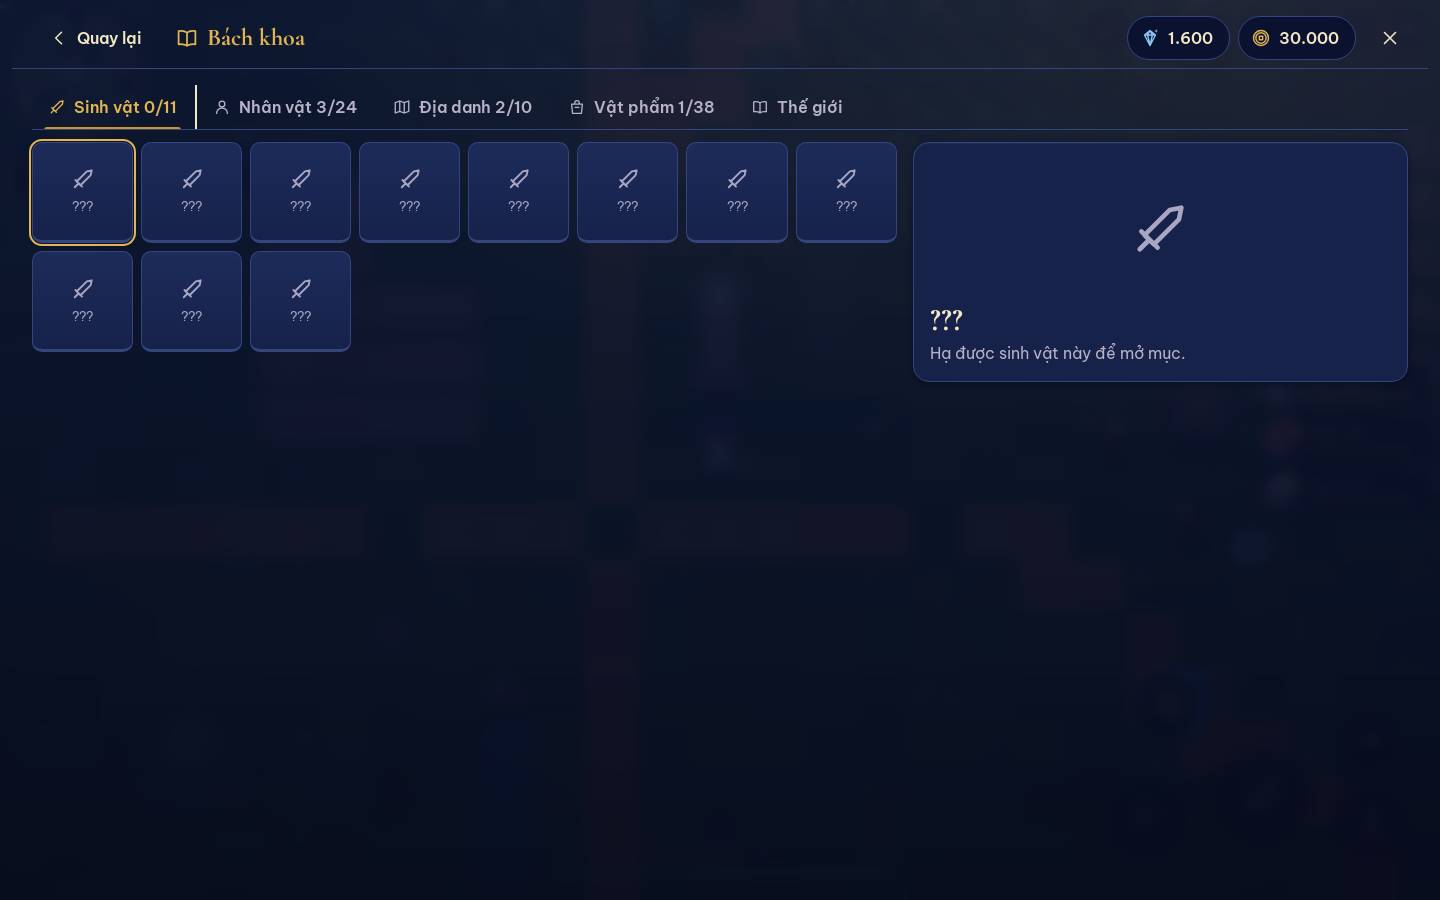 Quay lại
Bách khoa
1.600
30.000
Sinh vật 0/11
Nhân vật 3/24
Địa danh 2/10
Vật phẩm 1/38
Thế giới
???
???
???
???
???
???
???
???
???
???
???
???
Hạ được sinh vật này để mở mục.